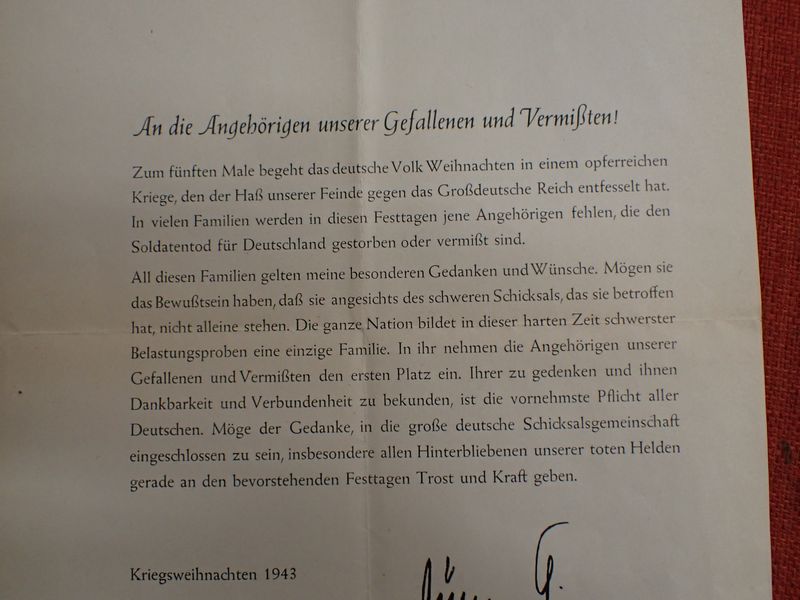 An die Angehörigen unserer Gefallenen und Vermißten!
Zum fünften Male begeht das deutsche Volk Weihnachten in einem opferreichen
Kriege, den der Haß unserer Feinde gegen das Großdeutsche Reich entfesselt hat.
In vielen Familien werden in diesen Festtagen jene Angehörigen fehlen, die den
Soldatentod für Deutschland gestorben oder vermißt sind.
All diesen Familien gelten meine besonderen Gedanken und Wünsche. Mögen sie
das Bewußtsein haben, daß sie angesichts des schweren Schicksals, das sie betroffen
hat, nicht alleine stehen. Die ganze Nation bildet in dieser harten Zeit schwerster
Belastungsproben eine einzige Familie. In ihr nehmen die Angehörigen unserer
Gefallenen und Vermißten den ersten Platz ein. Ihrer zu gedenken und ihnen
Dankbarkeit und Verbundenheit zu bekunden, ist die vornehmste Pflicht aller
Deutschen. Möge der Gedanke, in die große deutsche Schicksalsgemeinschaft
eingeschlossen zu sein, insbesondere allen Hinterbliebenen unserer toten Helden
gerade an den bevorstehenden Festtagen Trost und Kraft geben.
Kriegsweihnachten 1943